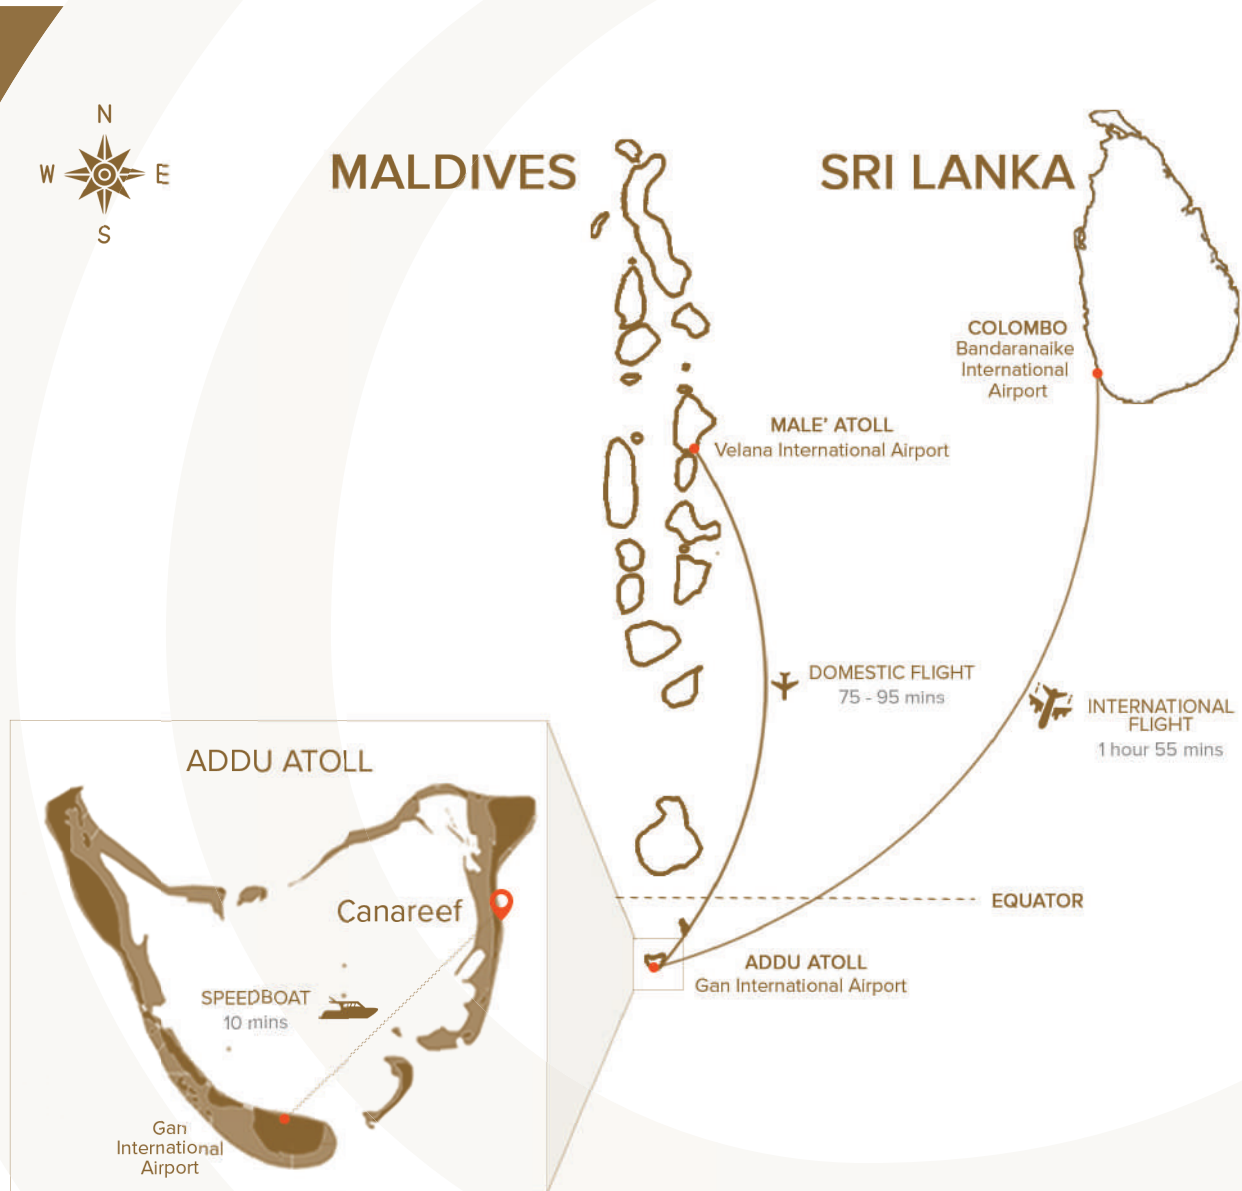 N
W
E
S
MALDIVES
SRI LANKA
COLOMBO
Bandaranaike
International
Airport
MALE' ATOLL
Velana International Airport
DOMESTIC FLIGHT
75 - 95 mins
INTERNATIONAL
FLIGHT
1 hour 55 mins
EQUATOR
ADDU ATOLL
Gan International Airport
ADDU ATOLL
Canareef
SPEEDBOAT
10 mins
Gan
International
Airport